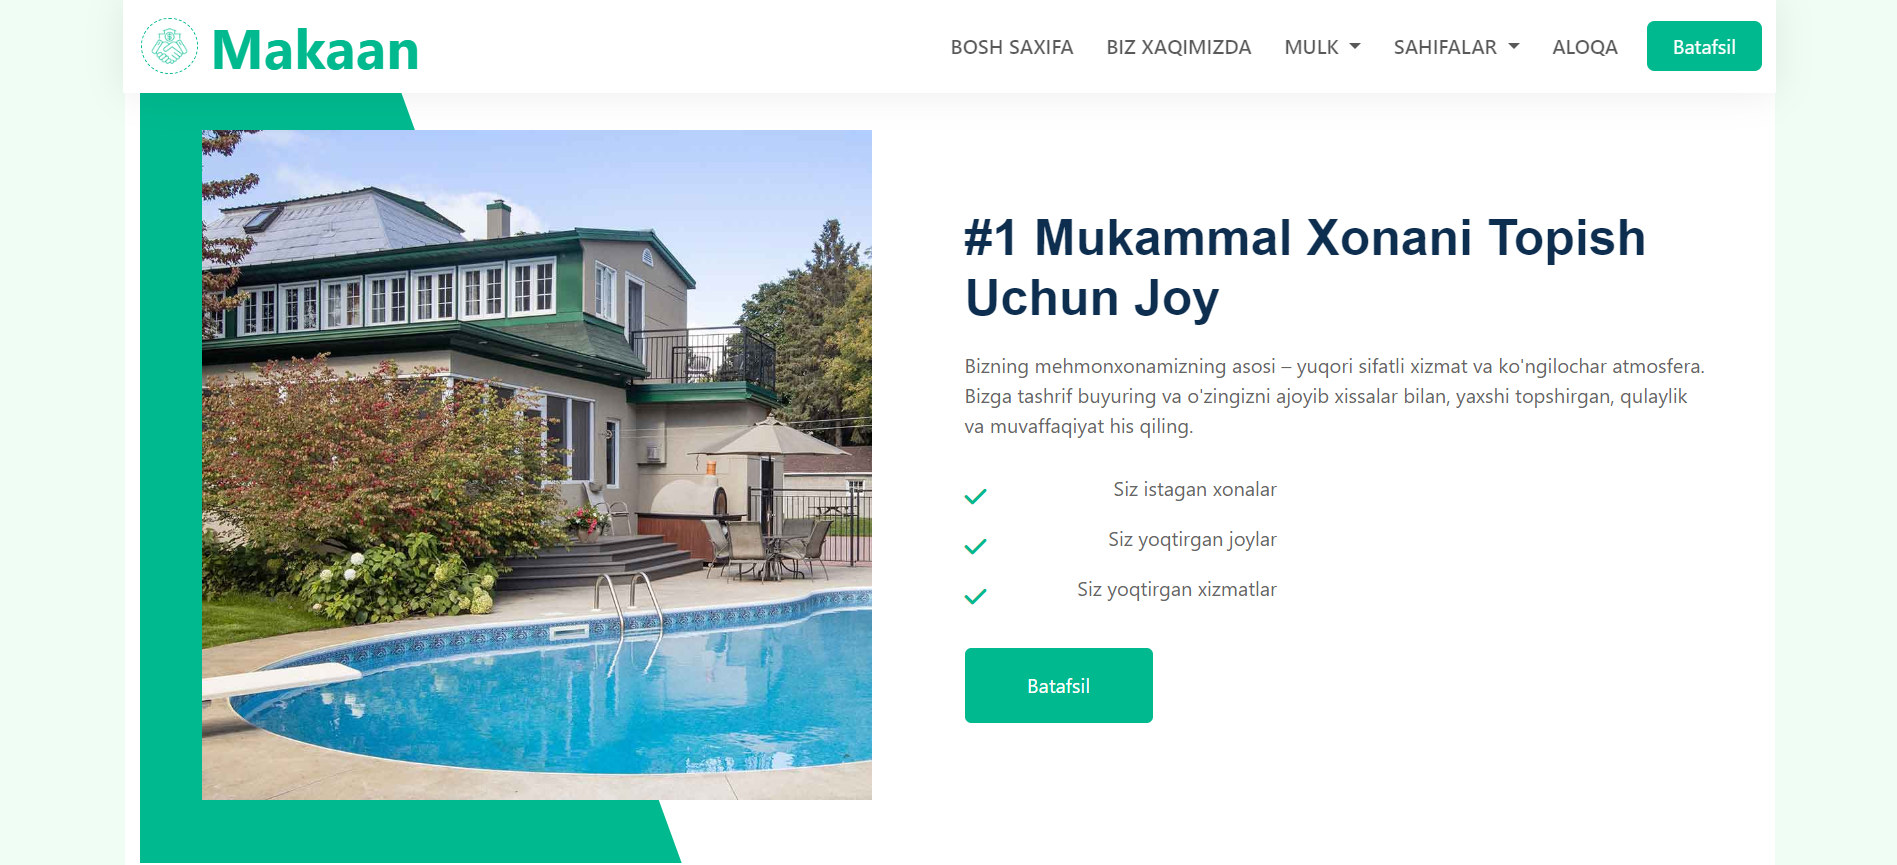 Makaan
BOSH SAXIFA
BIZ XAQIMIZDA
MULK
SAHIFALAR
ALOQA
Batafsil
#1 Mukammal Xonani Topish
Uchun Joy
Bizning mehmonxonamizning asosi – yuqori sifatli xizmat va ko'ngilochar atmosfera.
Bizga tashrif buyuring va o'zingizni ajoyib xissalar bilan, yaxshi topshirgan, qulaylik
va muvaffaqiyat his qiling.
Siz istagan xonalar
Siz yoqtirgan joylar
Siz yoqtirgan xizmatlar
Batafsil